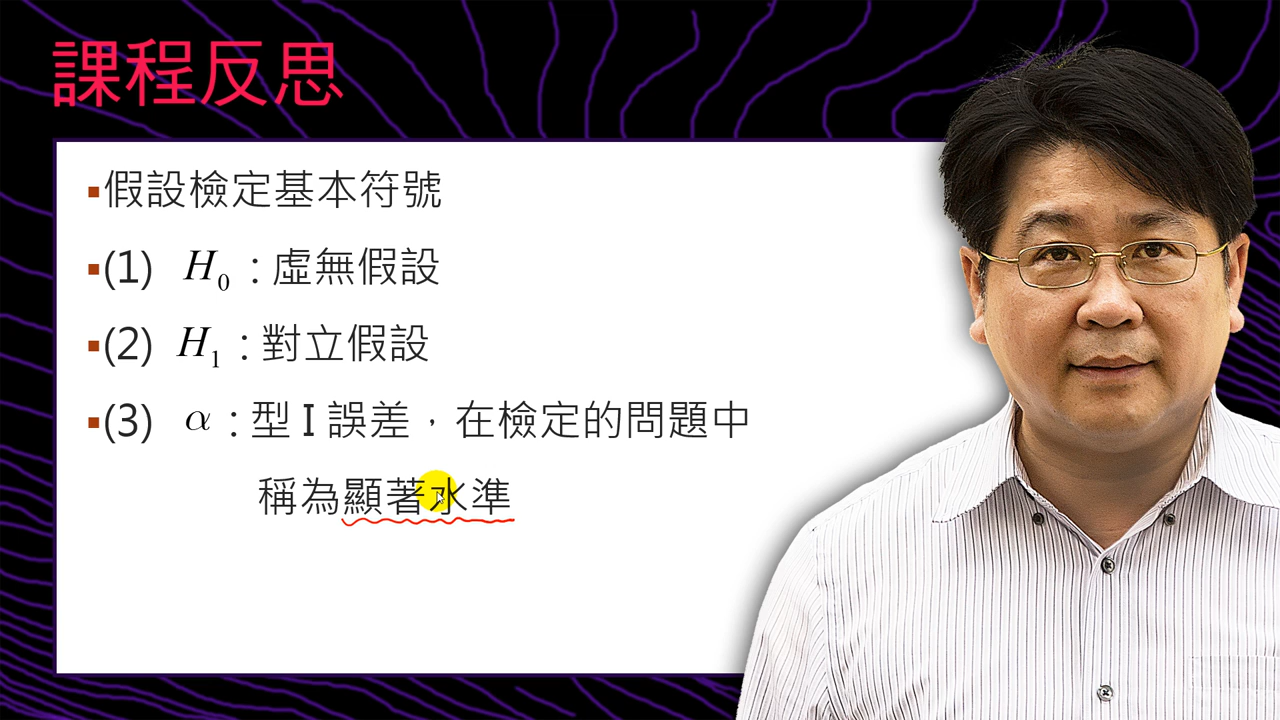 課程反思
▪假設檢定基本符號
▪(1) H₀：虛無假設
▪(2) H₁：對立假設
▪(3) α：型 I 誤差，在檢定的問題中
稱為顯著水準